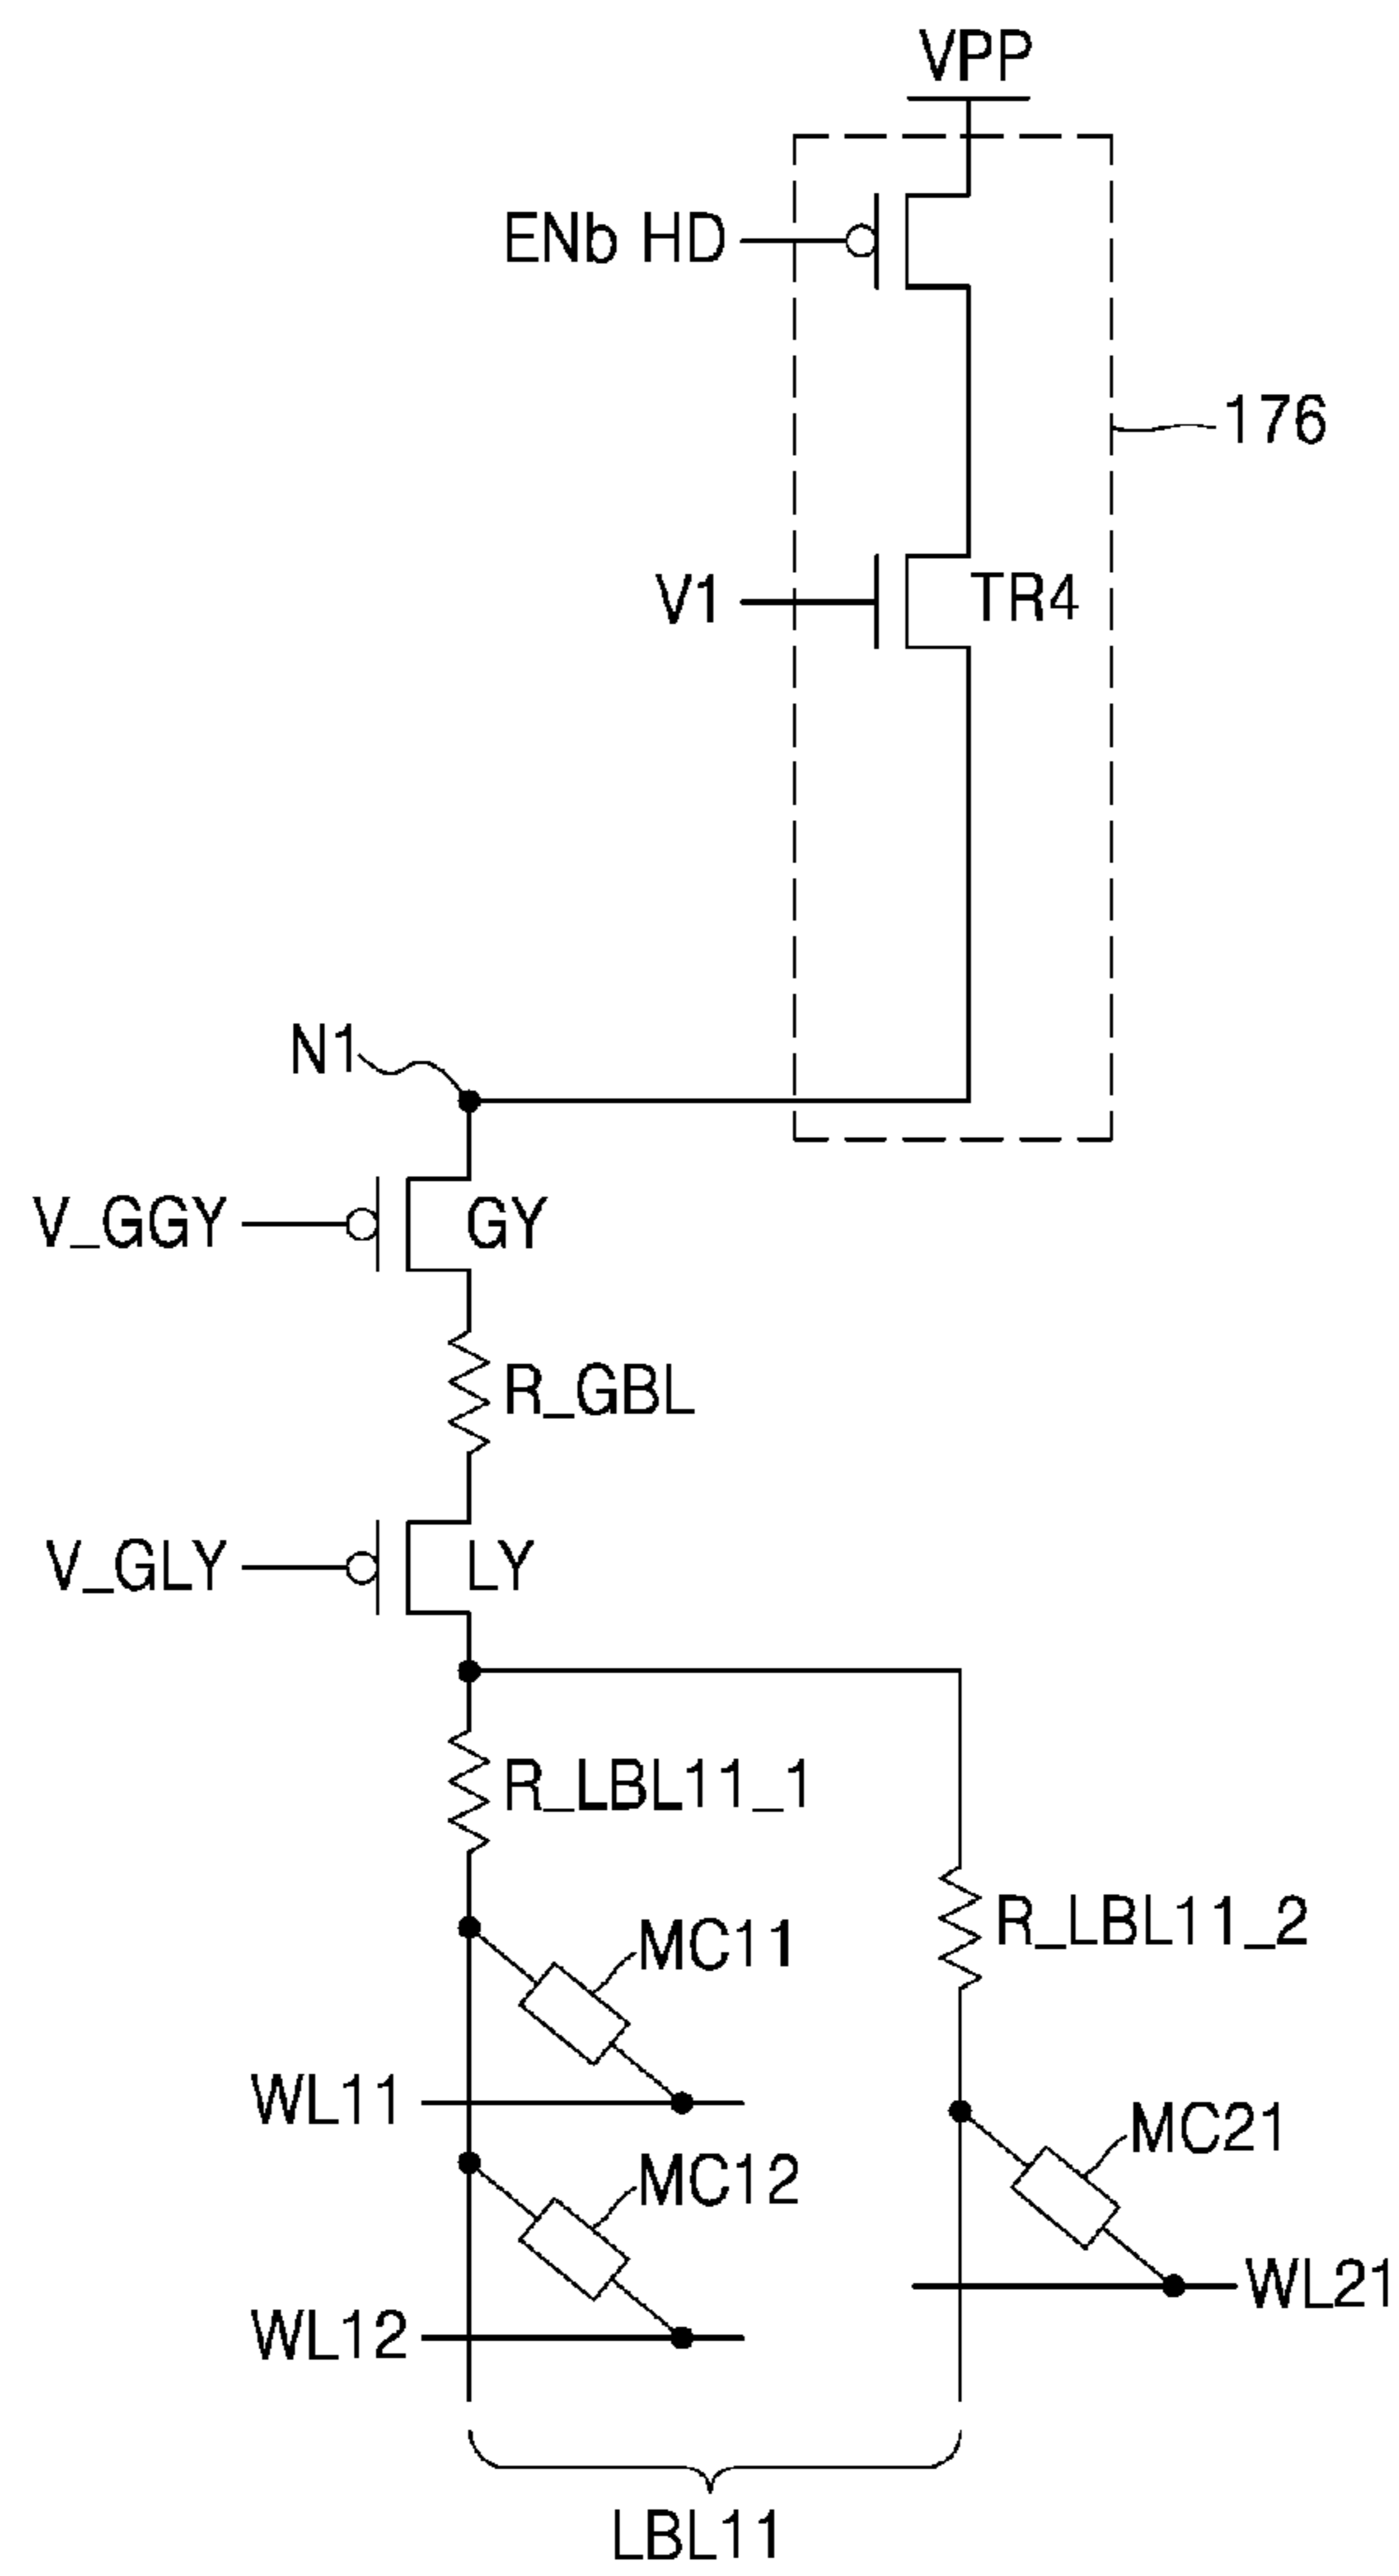 VPP
ENb HD
176
V1
TR4
N1
V_GGY
GY
R_GBL
V_GLY
LY
R_LBL11_1
R_LBL11_2
MC11
WL11
MC21
MC12
WL21
WL12
LBL11